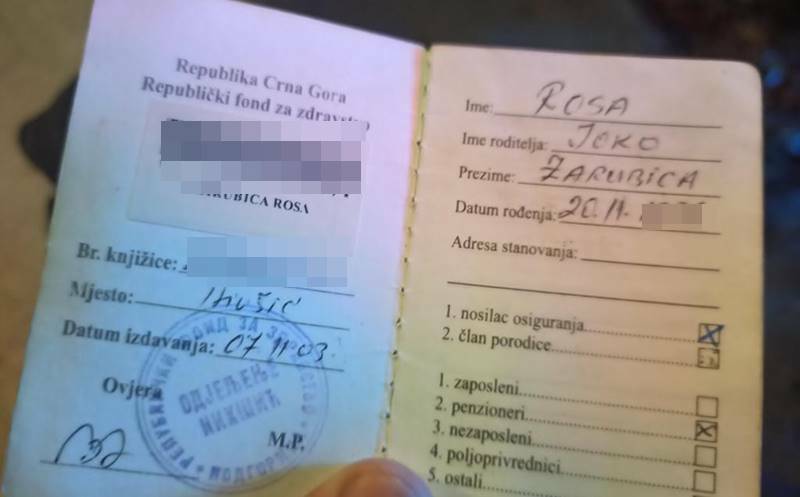 Republika Crna Gora
Republički fond za zdravstvo
RUBICA ROSA
Br. knjižice:
Mjesto:
Datum izdavanja: 07 11 03.
Ovjera
M.P.
ОДЈЕЉЕЊЕ
НИКШИЋ
Ime: ROSA
Ime roditelja: JOKO
Prezime: ŽARUBICA
Datum rođenja: 20.11.
Adresa stanovanja:
1. nosilac osiguranja
2. član porodice
1. zaposleni
2. penzioneri
3. nezaposleni
4. poljoprivrednici
5. ostali